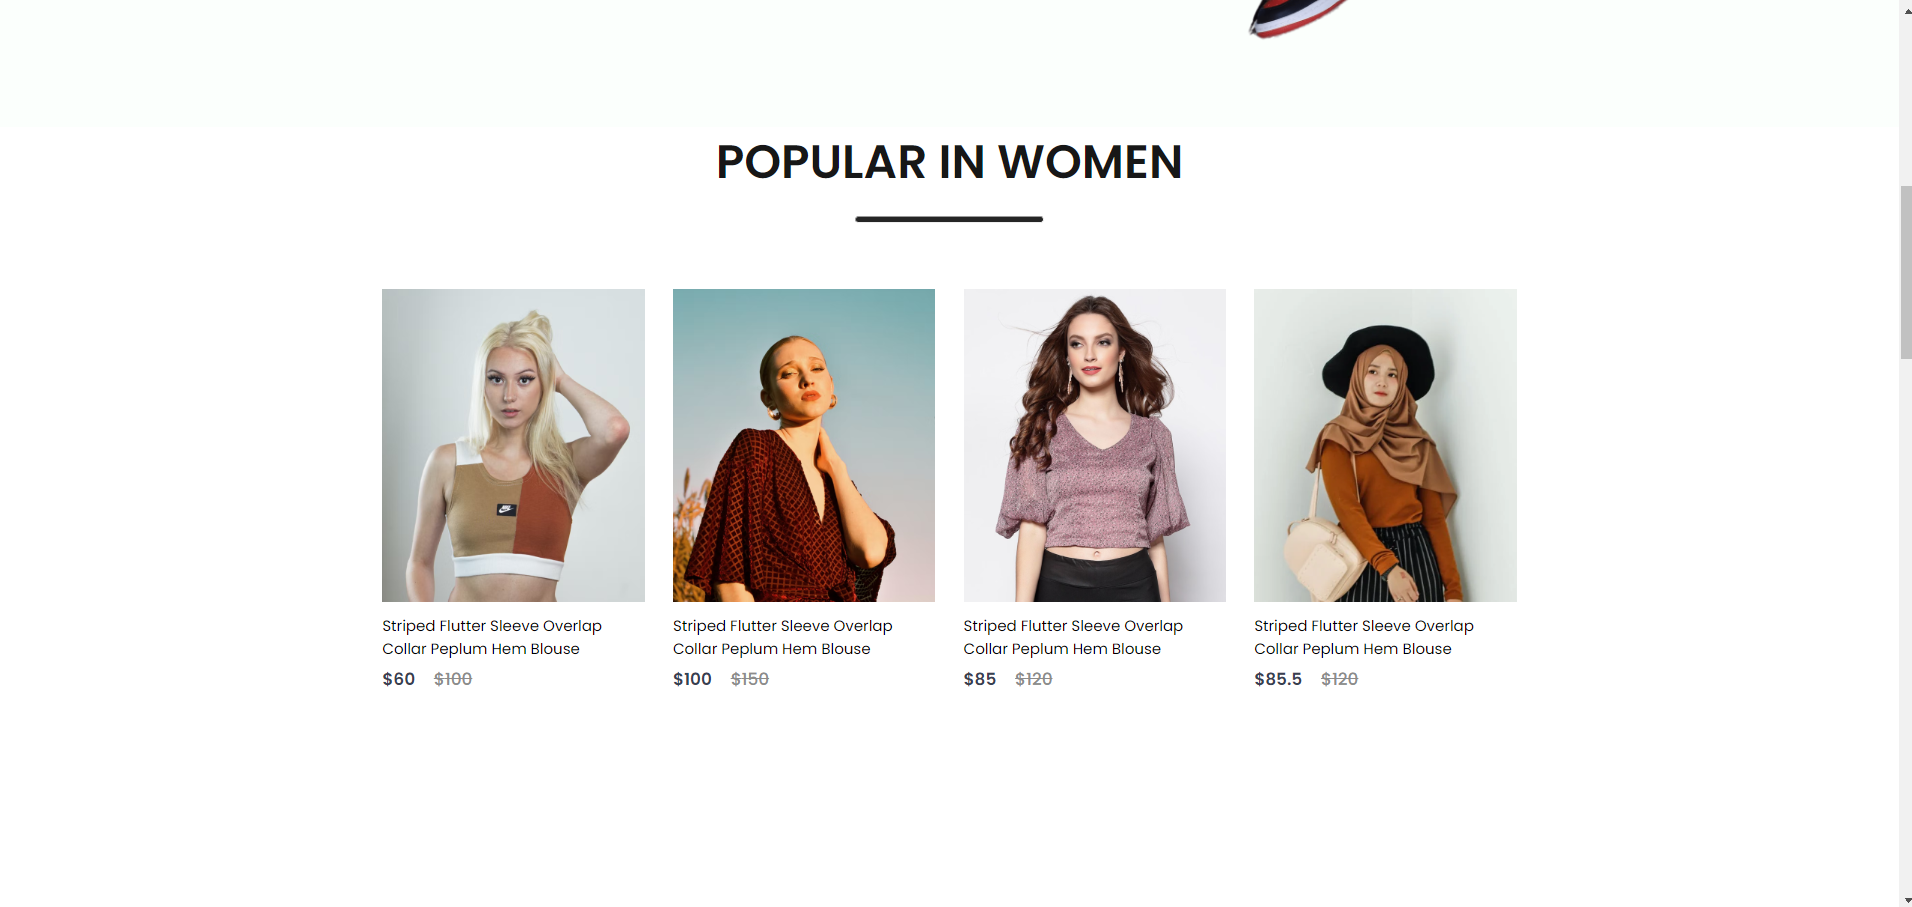 POPULAR IN WOMEN
Striped Flutter Sleeve Overlap
Collar Peplum Hem Blouse
$60 $100
Striped Flutter Sleeve Overlap
Collar Peplum Hem Blouse
$100 $150
Striped Flutter Sleeve Overlap
Collar Peplum Hem Blouse
$85 $120
Striped Flutter Sleeve Overlap
Collar Peplum Hem Blouse
$85.5 $120